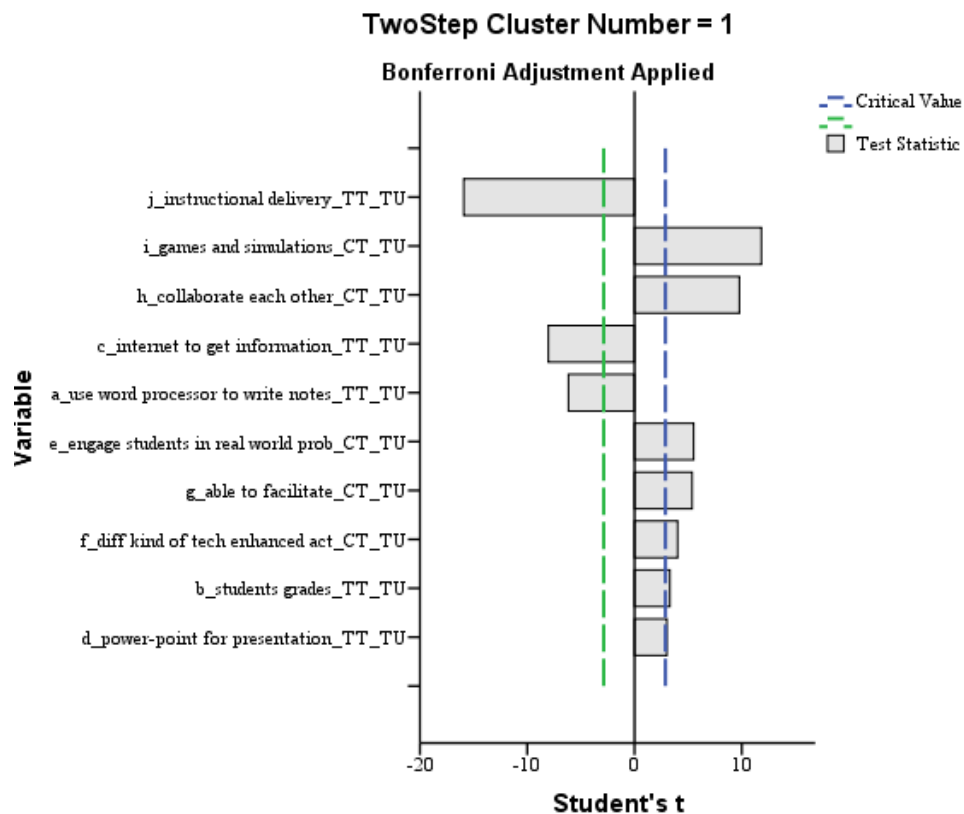 TwoStep Cluster Number = 1
Bonferroni Adjustment Applied
Critical Value
Test Statistic
Variable
j_instructional delivery_TT_TU
i_games and simulations_CT_TU
h_collaborate each other_CT_TU
c_internet to get information_TT_TU
a_use word processor to write notes_TT_TU
e_engage students in real world prob_CT_TU
g_able to facilitate_CT_TU
f_diff kind of tech enhanced act_CT_TU
b_students grades_TT_TU
d_power-point for presentation_TT_TU
-20 -10 0 10
Student's t